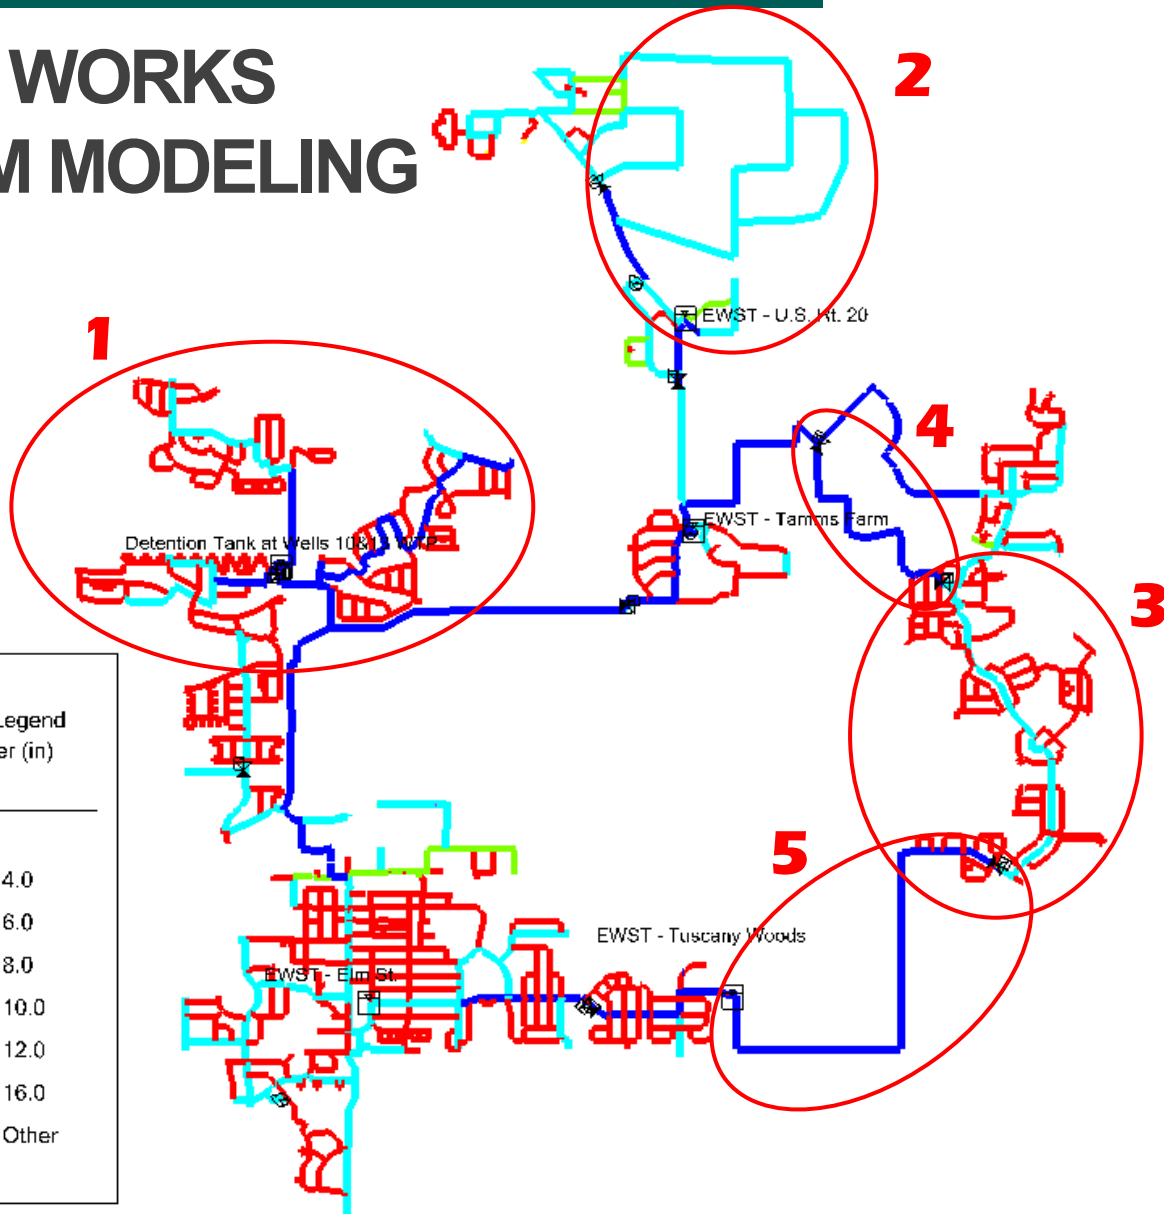 WORKS
M MODELING
2
EWST - U.S. Rt. 20
1
4
EWST - Tamms Farm
Detention Tank at Wells 10&13 WTP
3
Legend
er (in)
5
4.0
6.0
EWST - Tuscany Woods
8.0
EWST - Elm St.
10.0
12.0
16.0
Other